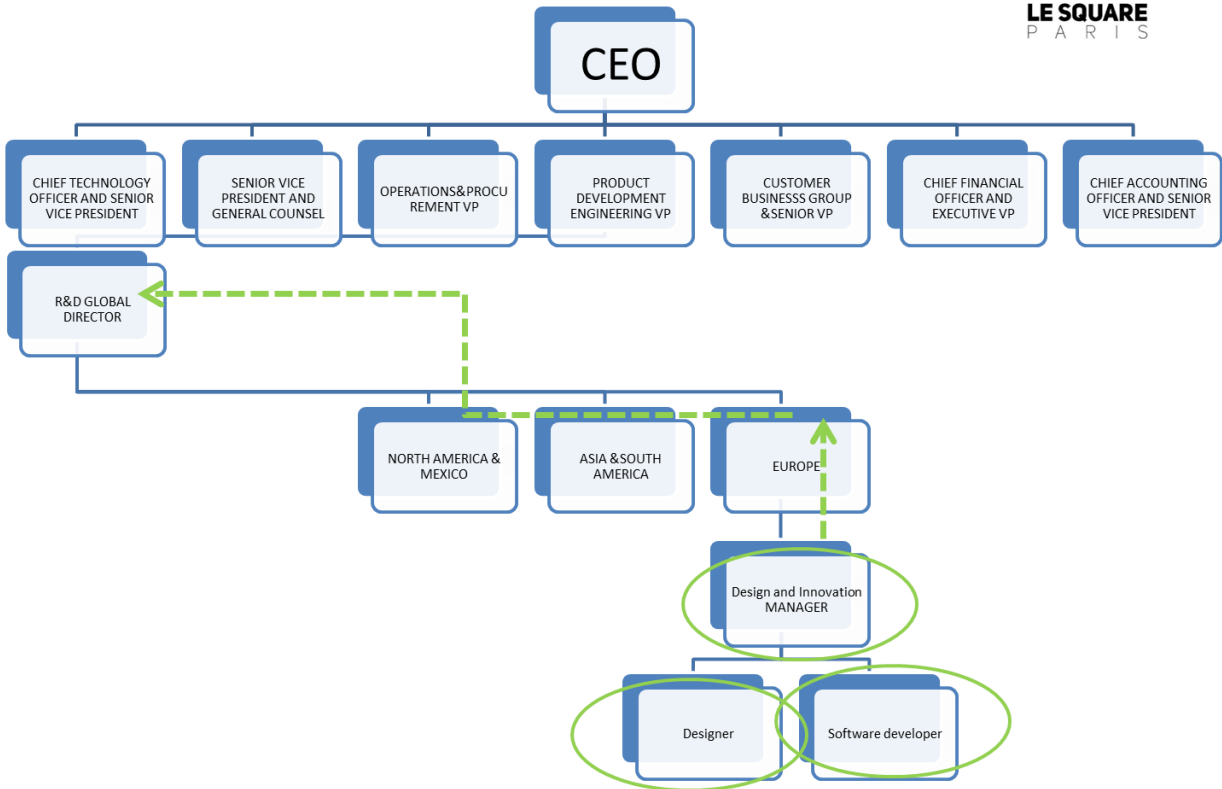 LE SQUARE
PARIS
CEO
CHIEF TECHNOLOGY
OFFICER AND SENIOR
VICE PRESIDENT
SENIOR VICE
PRESIDENT AND
GENERAL COUNSEL
OPERATIONS&PROCU
REMENT VP
PRODUCT
DEVELOPMENT
ENGINEERING VP
CUSTOMER
BUSINESSS GROUP
&SENIOR VP
CHIEF FINANCIAL
OFFICER AND
EXECUTIVE VP
CHIEF ACCOUNTING
OFFICER AND SENIOR
VICE PRESIDENT
R&D GLOBAL
DIRECTOR
NORTH AMERICA &
MEXICO
ASIA &SOUTH
AMERICA
EUROPE
Design and Innovation
MANAGER
Designer
Software developer